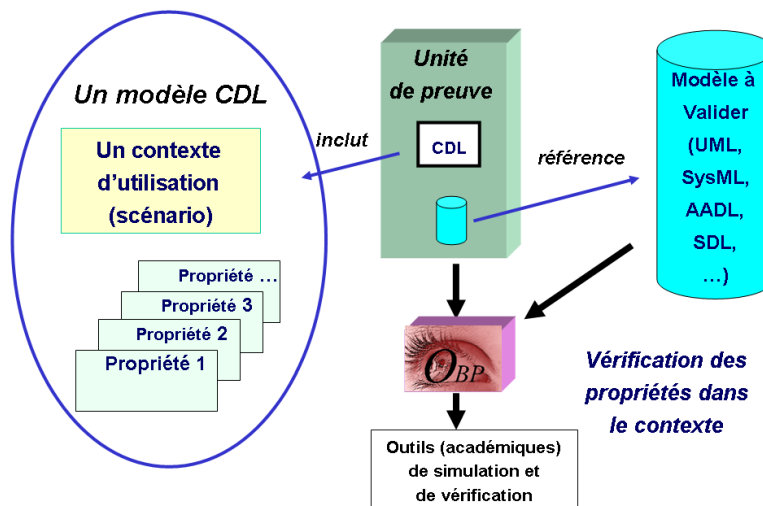 Un modèle CDL
Un contexte
d'utilisation
(scénario)
Propriété ...
Propriété 3
Propriété 2
Propriété 1
inclut
Unité
de preuve
CDL
référence
Modèle à
Valider
(UML,
SysML,
AADL,
SDL,
...)
OBP
Vérification des
propriétés dans
le contexte
Outils (académiques)
de simulation et
de vérification